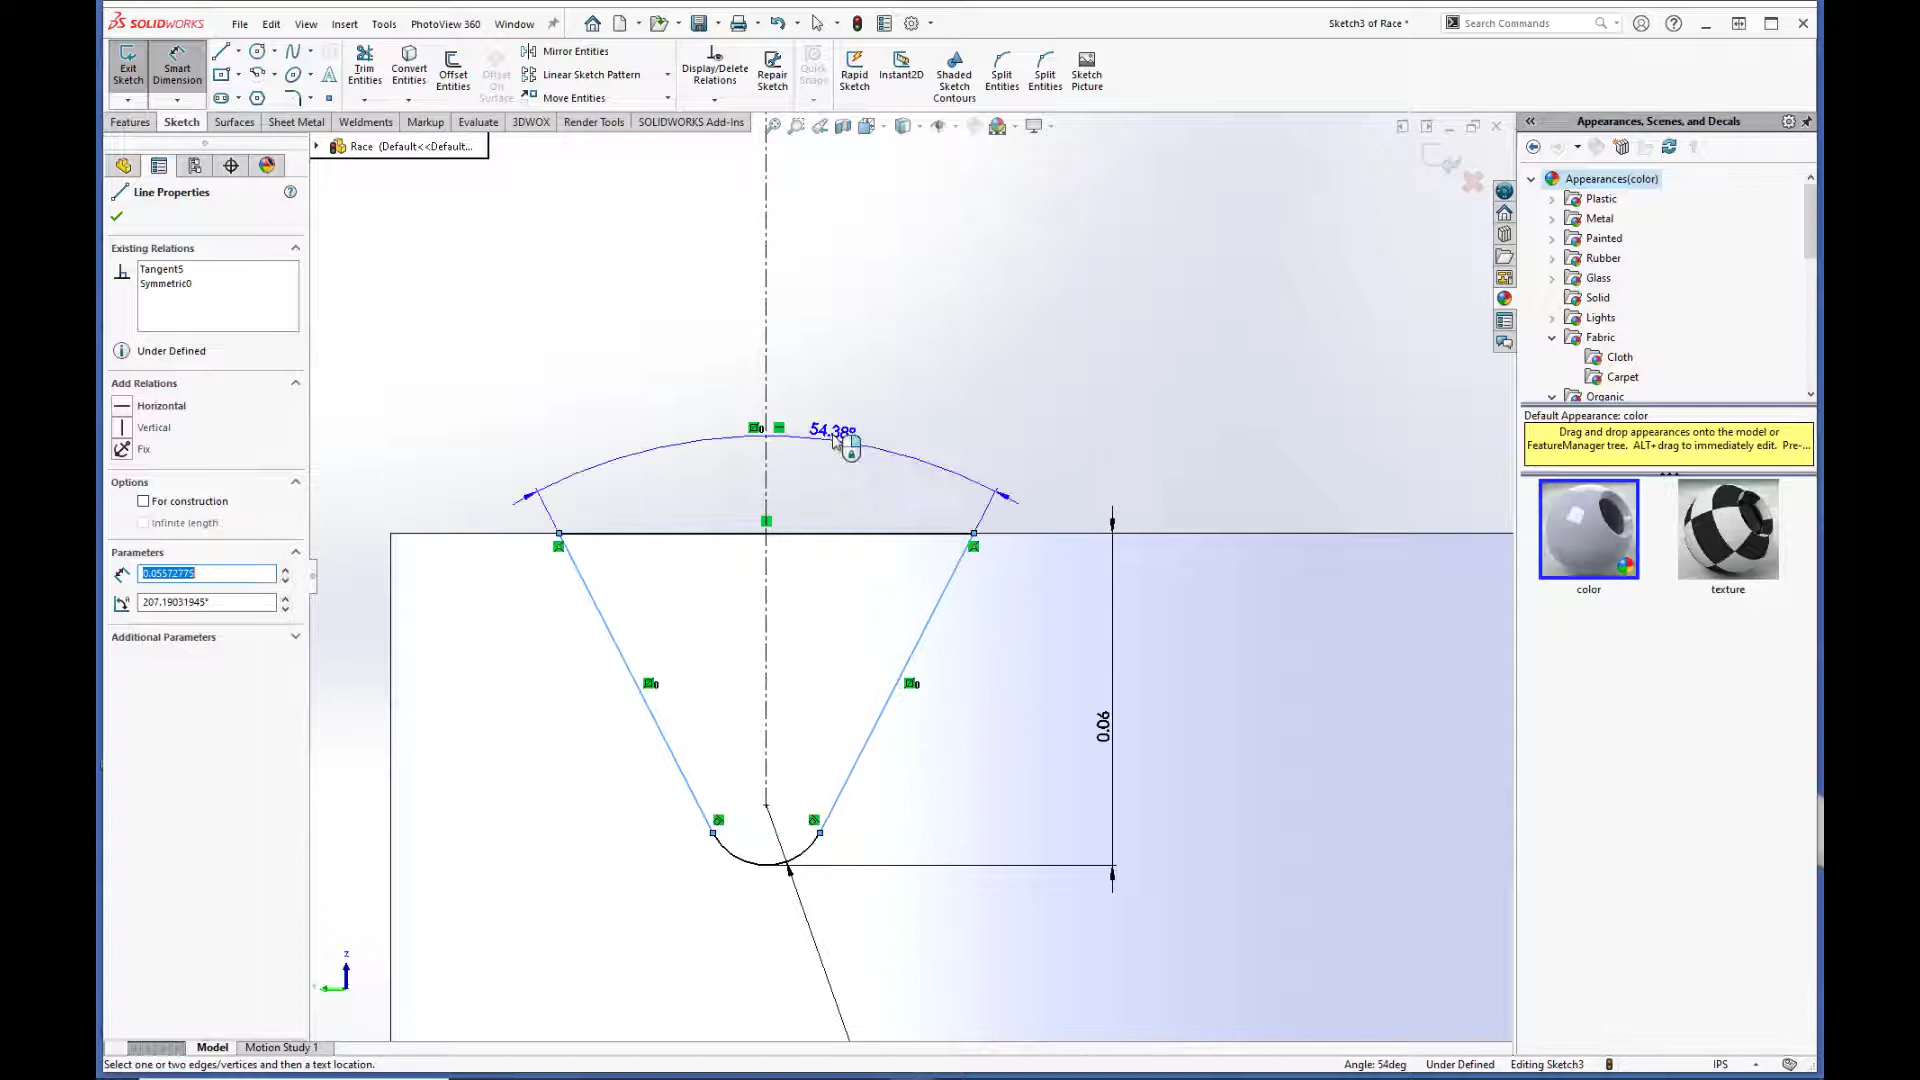 SOLIDWORKS
File
Edit
View
Insert
Tools
PhotoView 360
Window
Sketch3 of Race *
Search Commands
Exit
Sketch
Smart
Dimension
Trim
Entities
Convert
Entities
Offset
Entities
Offset
On
Surface
Mirror Entities
Linear Sketch Pattern
Move Entities
Display/Delete
Relations
Repair
Sketch
Quick
Snaps
Rapid
Sketch
Instant2D
Shaded
Sketch
Contours
Split
Entities
Split
Entities
Sketch
Picture
Features
Sketch
Surfaces
Sheet Metal
Weldments
Markup
Evaluate
3DWOX
Render Tools
SOLIDWORKS Add-Ins
Race (Default<<Default...
Line Properties
Existing Relations
Tangent5
Symmetric0
Under Defined
Add Relations
Horizontal
Vertical
Fix
Options
For construction
Infinite length
Parameters
0.05572775
207.19031945°
Additional Parameters
54.38°
0.06
Z
Appearances, Scenes, and Decals
Appearances(color)
Plastic
Metal
Painted
Rubber
Glass
Solid
Lights
Fabric
Cloth
Carpet
Organic
Default Appearance: color
Drag and drop appearances onto the model or
FeatureManager tree. ALT+drag to immediately edit. Pre-...
color
texture
Model
Motion Study 1
Select one or two edges/vertices and then a text location.
Angle: 54deg
Under Defined
Editing Sketch3
IPS